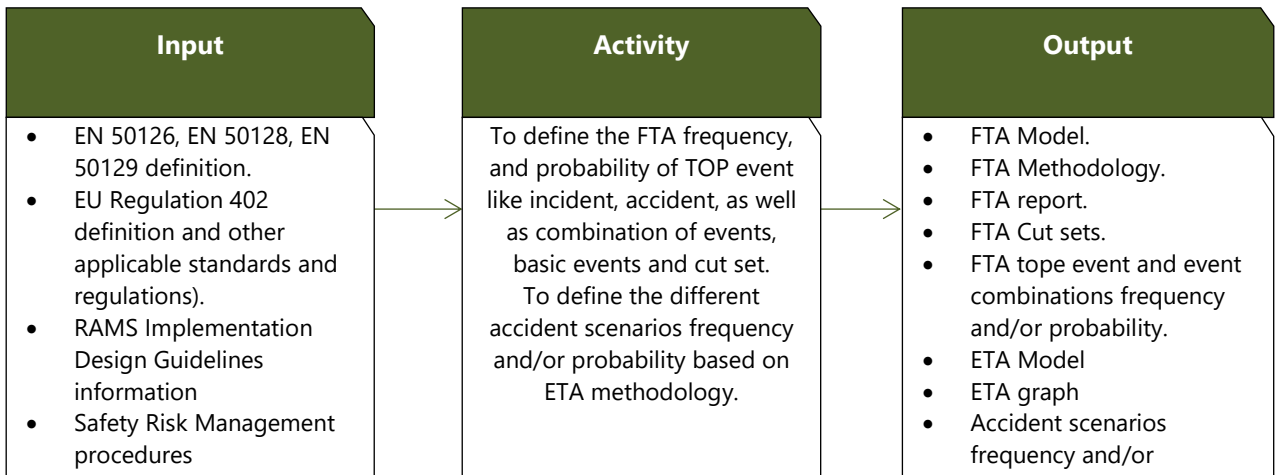 Input
• EN 50126, EN 50128, EN
50129 definition.
• EU Regulation 402
definition and other
applicable standards and
regulations).
• RAMS Implementation
Design Guidelines
information
• Safety Risk Management
procedures
Activity
To define the FTA frequency,
and probability of TOP event
like incident, accident, as well
as combination of events,
basic events and cut set.
To define the different
accident scenarios frequency
and/or probability based on
ETA methodology.
Output
• FTA Model.
• FTA Methodology.
• FTA report.
• FTA Cut sets.
• FTA tope event and event
combinations frequency
and/or probability.
• ETA Model
• ETA graph
• Accident scenarios
frequency and/or